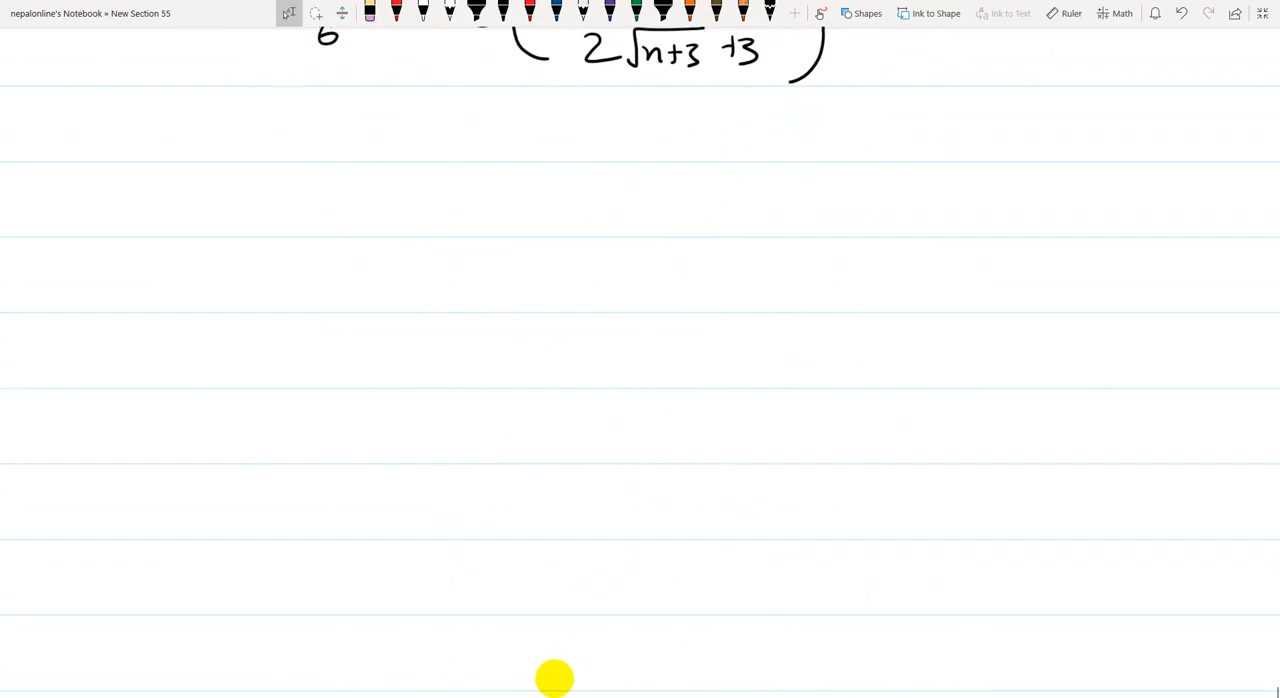 nepalonline's Notebook » New Section 55
Shapes
Ink to Shape
Ink to Text
Ruler
Math
6
2√n+3 +3